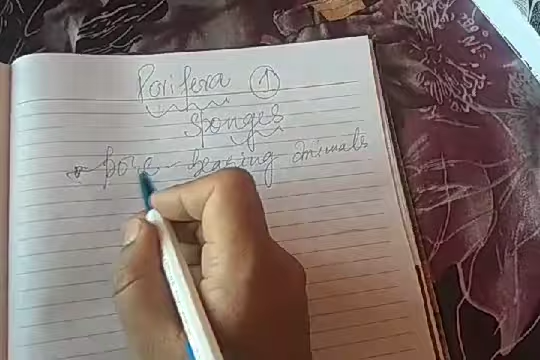 Porifera 1
Sponges
* pore-bearing animals